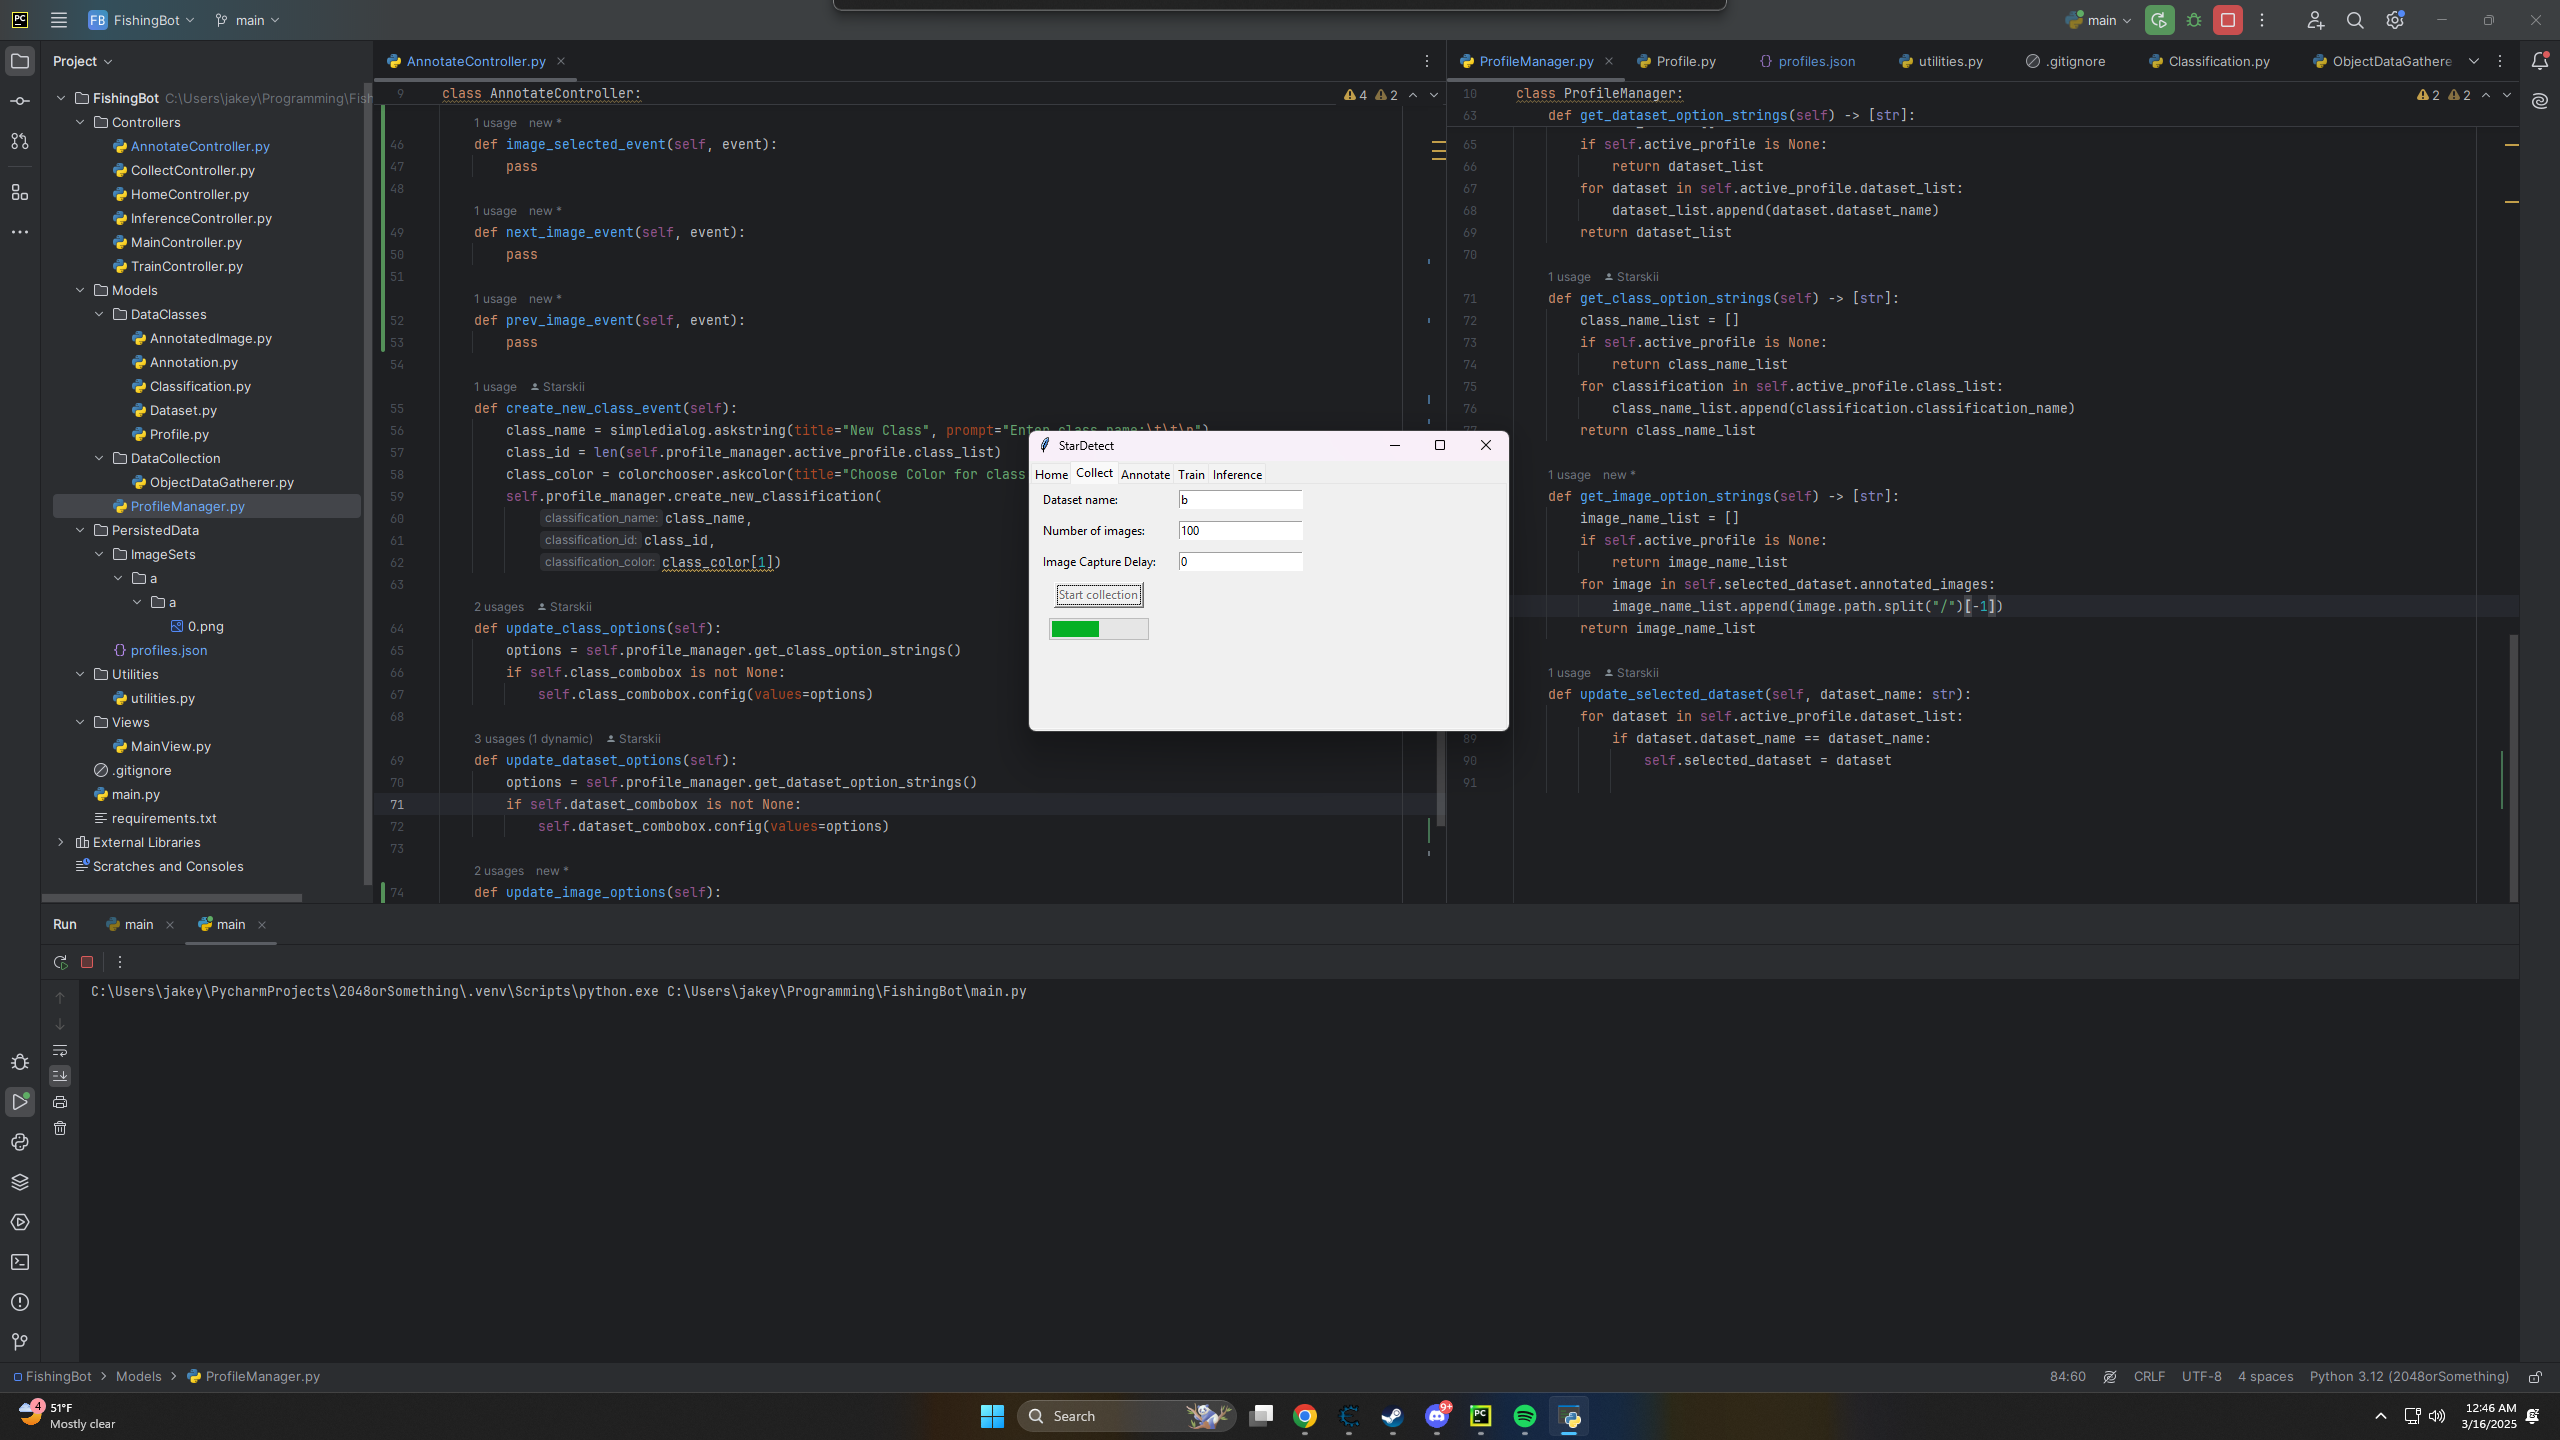 FB FishingBot main
main
Project
FishingBot C:\Users\jakey\Programming\Fish
Controllers
AnnotateController.py
CollectController.py
HomeController.py
InferenceController.py
MainController.py
TrainController.py
Models
DataClasses
AnnotatedImage.py
Annotation.py
Classification.py
Dataset.py
Profile.py
DataCollection
ObjectDataGatherer.py
ProfileManager.py
PersistedData
ImageSets
a
a
0.png
profiles.json
Utilities
utilities.py
Views
MainView.py
.gitignore
main.py
requirements.txt
External Libraries
Scratches and Consoles
AnnotateController.py
9 class AnnotateController:
4 2
1 usage new *
46 def image_selected_event(self, event):
47 pass
48
1 usage new *
49 def next_image_event(self, event):
50 pass
51
1 usage new *
52 def prev_image_event(self, event):
53 pass
54
1 usage Starskii
55 def create_new_class_event(self):
56 class_name = simpledialog.askstring(title="New Class", prompt="Enter class name:\t\t\n")
57 class_id = len(self.profile_manager.active_profile.class_list)
58 class_color = colorchooser.askcolor(title="Choose Color for class
59 self.profile_manager.create_new_classification(
60 classification_name: class_name,
61 classification_id: class_id,
62 classification_color: class_color[1])
63
2 usages Starskii
64 def update_class_options(self):
65 options = self.profile_manager.get_class_option_strings()
66 if self.class_combobox is not None:
67 self.class_combobox.config(values=options)
68
3 usages (1 dynamic) Starskii
69 def update_dataset_options(self):
70 options = self.profile_manager.get_dataset_option_strings()
71 if self.dataset_combobox is not None:
72 self.dataset_combobox.config(values=options)
73
2 usages new *
74 def update_image_options(self):
ProfileManager.py Profile.py profiles.json utilities.py .gitignore Classification.py ObjectDataGathere
10 class ProfileManager:
2 2
63 def get_dataset_option_strings(self) -> [str]:
65 if self.active_profile is None:
66 return dataset_list
67 for dataset in self.active_profile.dataset_list:
68 dataset_list.append(dataset.dataset_name)
69 return dataset_list
70
1 usage Starskii
71 def get_class_option_strings(self) -> [str]:
72 class_name_list = []
73 if self.active_profile is None:
74 return class_name_list
75 for classification in self.active_profile.class_list:
76 class_name_list.append(classification.classification_name)
77 return class_name_list
1 usage new *
def get_image_option_strings(self) -> [str]:
image_name_list = []
if self.active_profile is None:
return image_name_list
for image in self.selected_dataset.annotated_images:
image_name_list.append(image.path.split("/")[-1])
return image_name_list
1 usage Starskii
def update_selected_dataset(self, dataset_name: str):
for dataset in self.active_profile.dataset_list:
89 if dataset.dataset_name == dataset_name:
90 self.selected_dataset = dataset
91
StarDetect
Home Collect Annotate Train Inference
Dataset name: b
Number of images: 100
Image Capture Delay: 0
Start collection
Run main main
C:\Users\jakey\PycharmProjects\2048orSomething\.venv\Scripts\python.exe C:\Users\jakey\Programming\FishingBot\main.py
FishingBot > Models > ProfileManager.py
84:60 CRLF UTF-8 4 spaces Python 3.12 (2048orSomething)
4
51°F
Mostly clear
Search
9+
PC
12:46 AM
3/16/2025